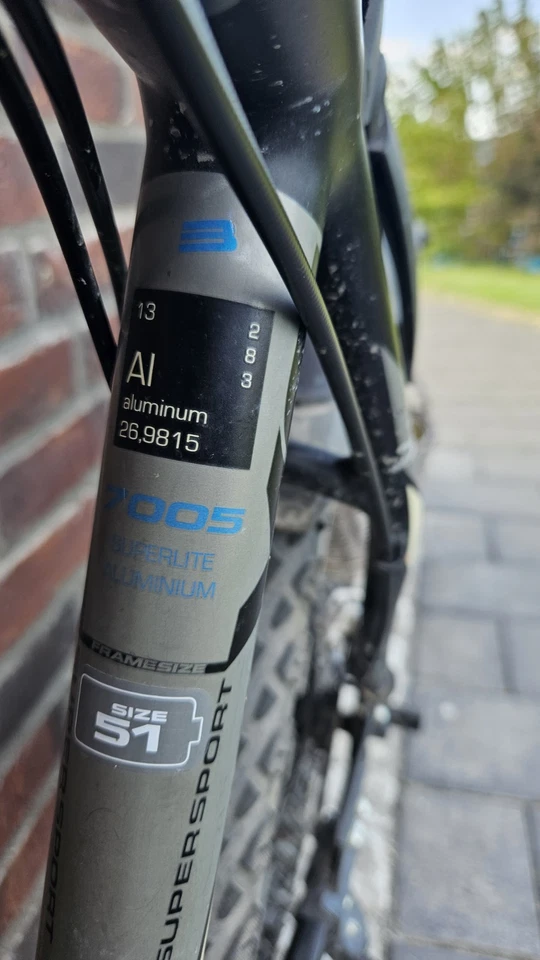 B
13
2
8
3
Al
aluminum
26,9815
7005
SUPERLITE
ALUMINIUM
FRAMESIZE
SIZE
51
SUPERSPORT